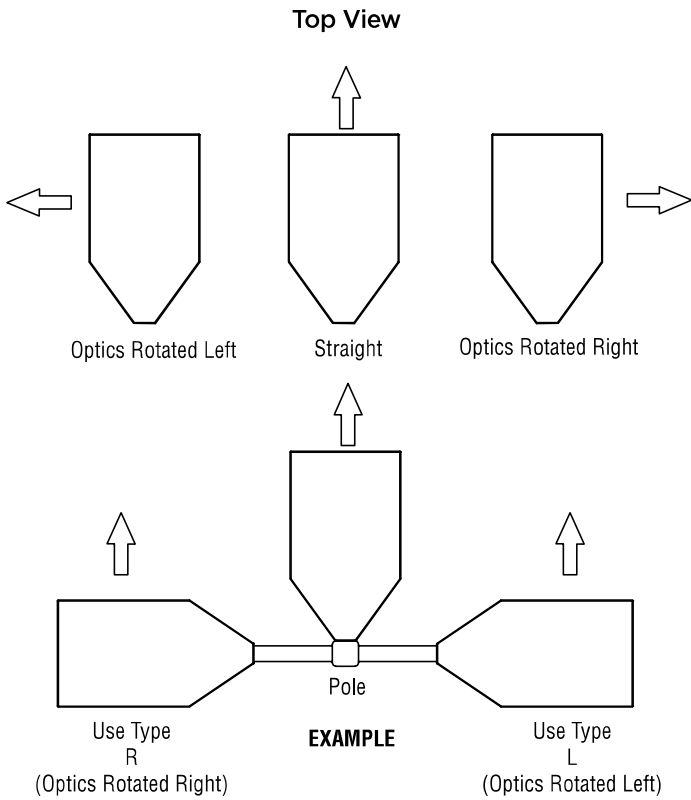 Top View
Optics Rotated Left
Straight
Optics Rotated Right
Pole
Use Type
R
(Optics Rotated Right)
EXAMPLE
Use Type
L
(Optics Rotated Left)